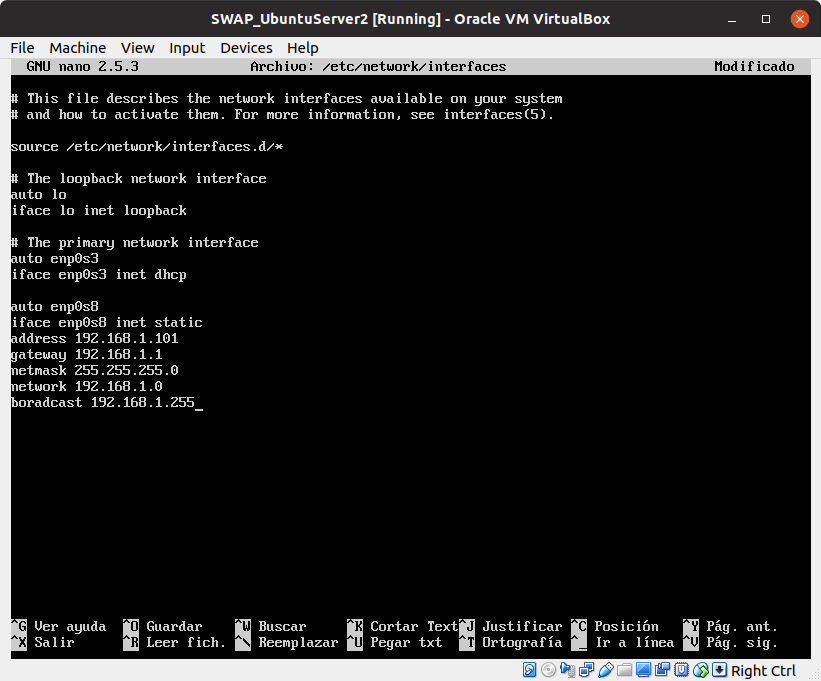 SWAP_UbuntuServer2 [Running] - Oracle VM VirtualBox
File Machine View Input Devices Help
GNU nano 2.5.3 Archivo: /etc/network/interfaces Modificado
# This file describes the network interfaces available on your system
# and how to activate them. For more information, see interfaces(5).
source /etc/network/interfaces.d/*
# The loopback network interface
auto lo
iface lo inet loopback
# The primary network interface
auto enp0s3
iface enp0s3 inet dhcp
auto enp0s8
iface enp0s8 inet static
address 192.168.1.101
gateway 192.168.1.1
netmask 255.255.255.0
network 192.168.1.0
boradcast 192.168.1.255_
^G Ver ayuda ^O Guardar ^W Buscar ^K Cortar Text ^J Justificar ^C Posición ^Y Pág. ant.
^X Salir ^R Leer fich. ^\ Reemplazar ^U Pegar txt ^T Ortografía ^_ Ir a línea ^V Pág. sig.
Right Ctrl